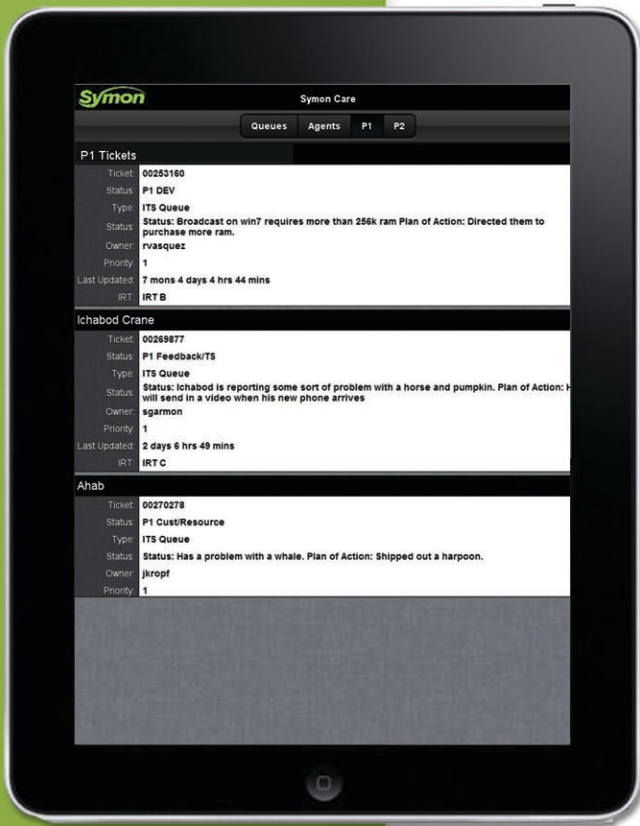 Symon
Symon Care
Queues Agents P1 P2
P1 Tickets
Ticket: 00253160
Status: P1 DEV
Type: ITS Queue
Status: Status: Broadcast on win7 requires more than 256k ram Plan of Action: Directed them to
purchase more ram.
Owner: rvasquez
Priority: 1
Last Updated: 7 mons 4 days 4 hrs 44 mins
IRT: IRT B
Ichabod Crane
Ticket: 00269877
Status: P1 Feedback/TS
Type: ITS Queue
Status: Status: Ichabod is reporting some sort of problem with a horse and pumpkin. Plan of Action: H
will send in a video when his new phone arrives
Owner: sgarmon
Priority: 1
Last Updated: 2 days 6 hrs 49 mins
IRT: IRT C
Ahab
Ticket: 00270278
Status: P1 Cust/Resource
Type: ITS Queue
Status: Status: Has a problem with a whale. Plan of Action: Shipped out a harpoon.
Owner: jkropf
Priority: 1